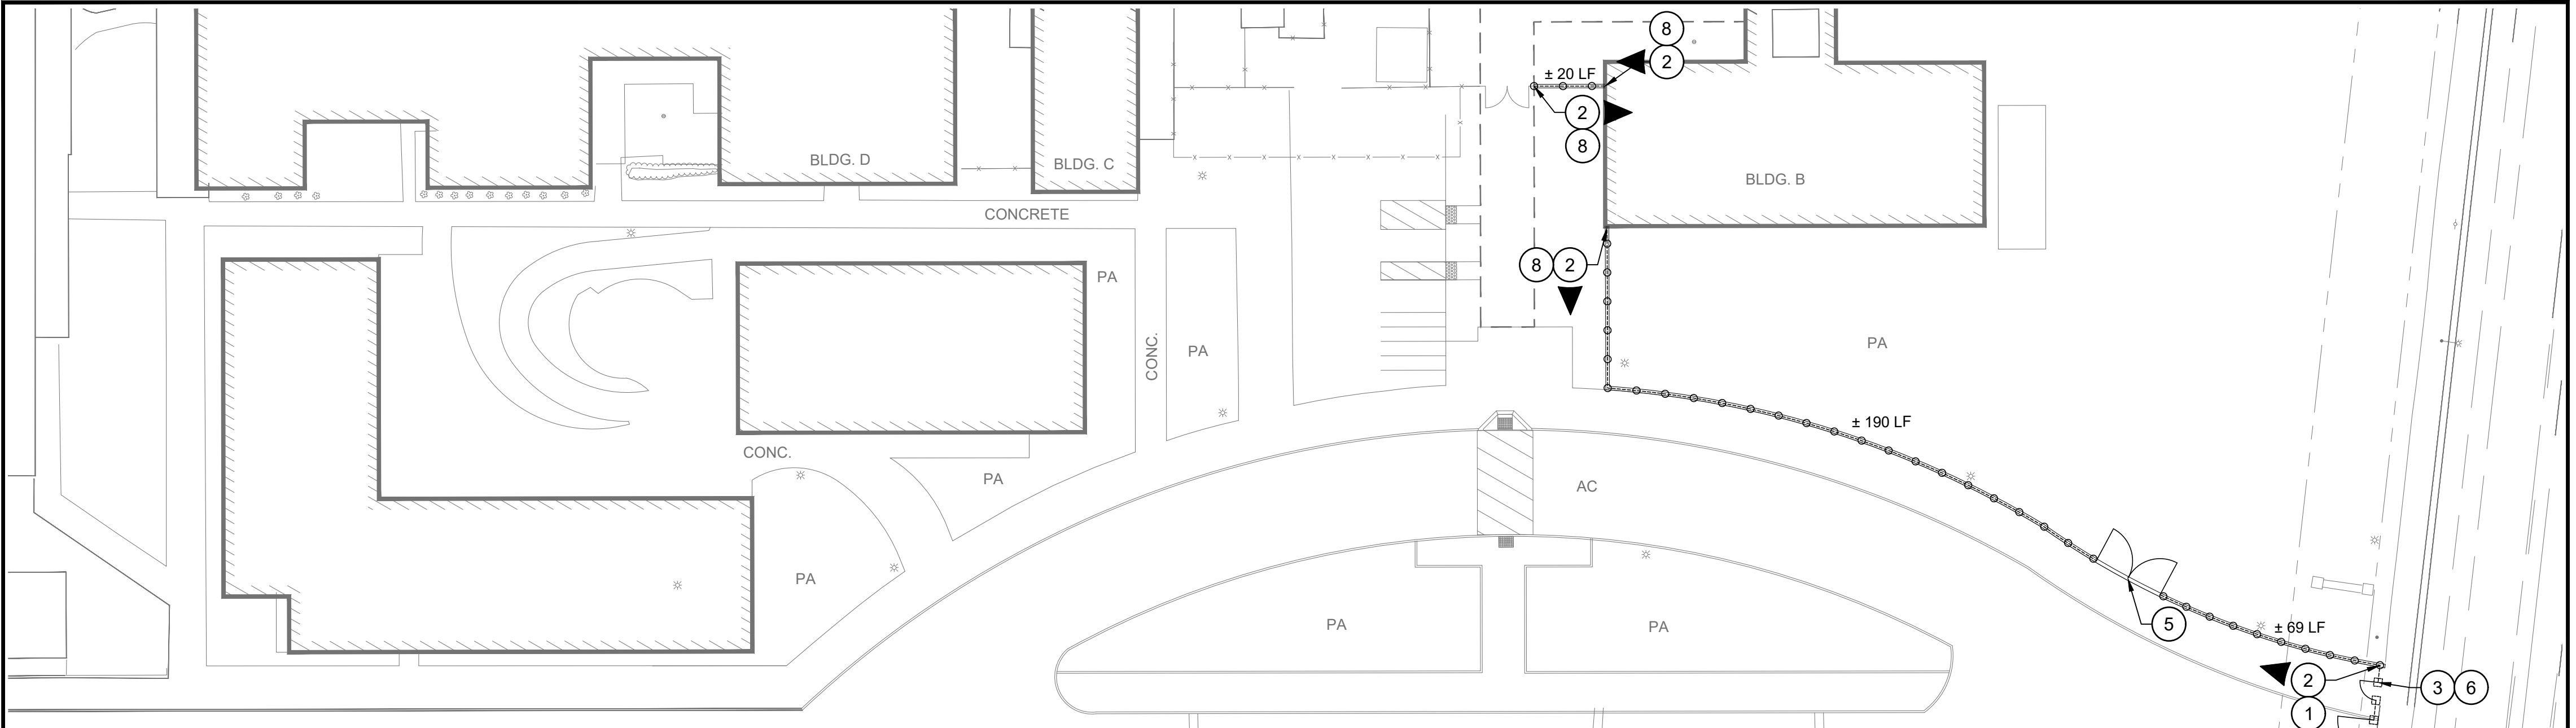 8
± 20 LF
2
2
8
BLDG. D
BLDG. C
BLDG. B
CONCRETE
8 2
PA
CONC.
PA
PA
± 190 LF
CONC.
PA
AC
PA
PA
PA
5
± 69 LF
2
3 6
1